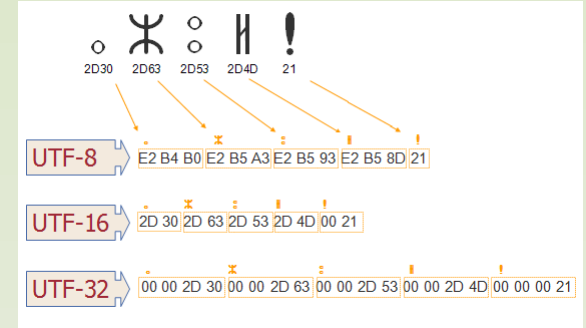 ⴰⵣⵓⵍ!
2D30 2D63 2D53 2D4D 21
ⴰ ⵣ ⵓ ⵍ !
UTF-8 E2 B4 B0 E2 B5 A3 E2 B5 93 E2 B5 8D 21
ⴰ ⵣ ⵓ ⵍ !
UTF-16 2D 30 2D 63 2D 53 2D 4D 00 21
ⴰ ⵣ ⵓ ⵍ !
UTF-32 00 00 2D 30 00 00 2D 63 00 00 2D 53 00 00 2D 4D 00 00 00 21